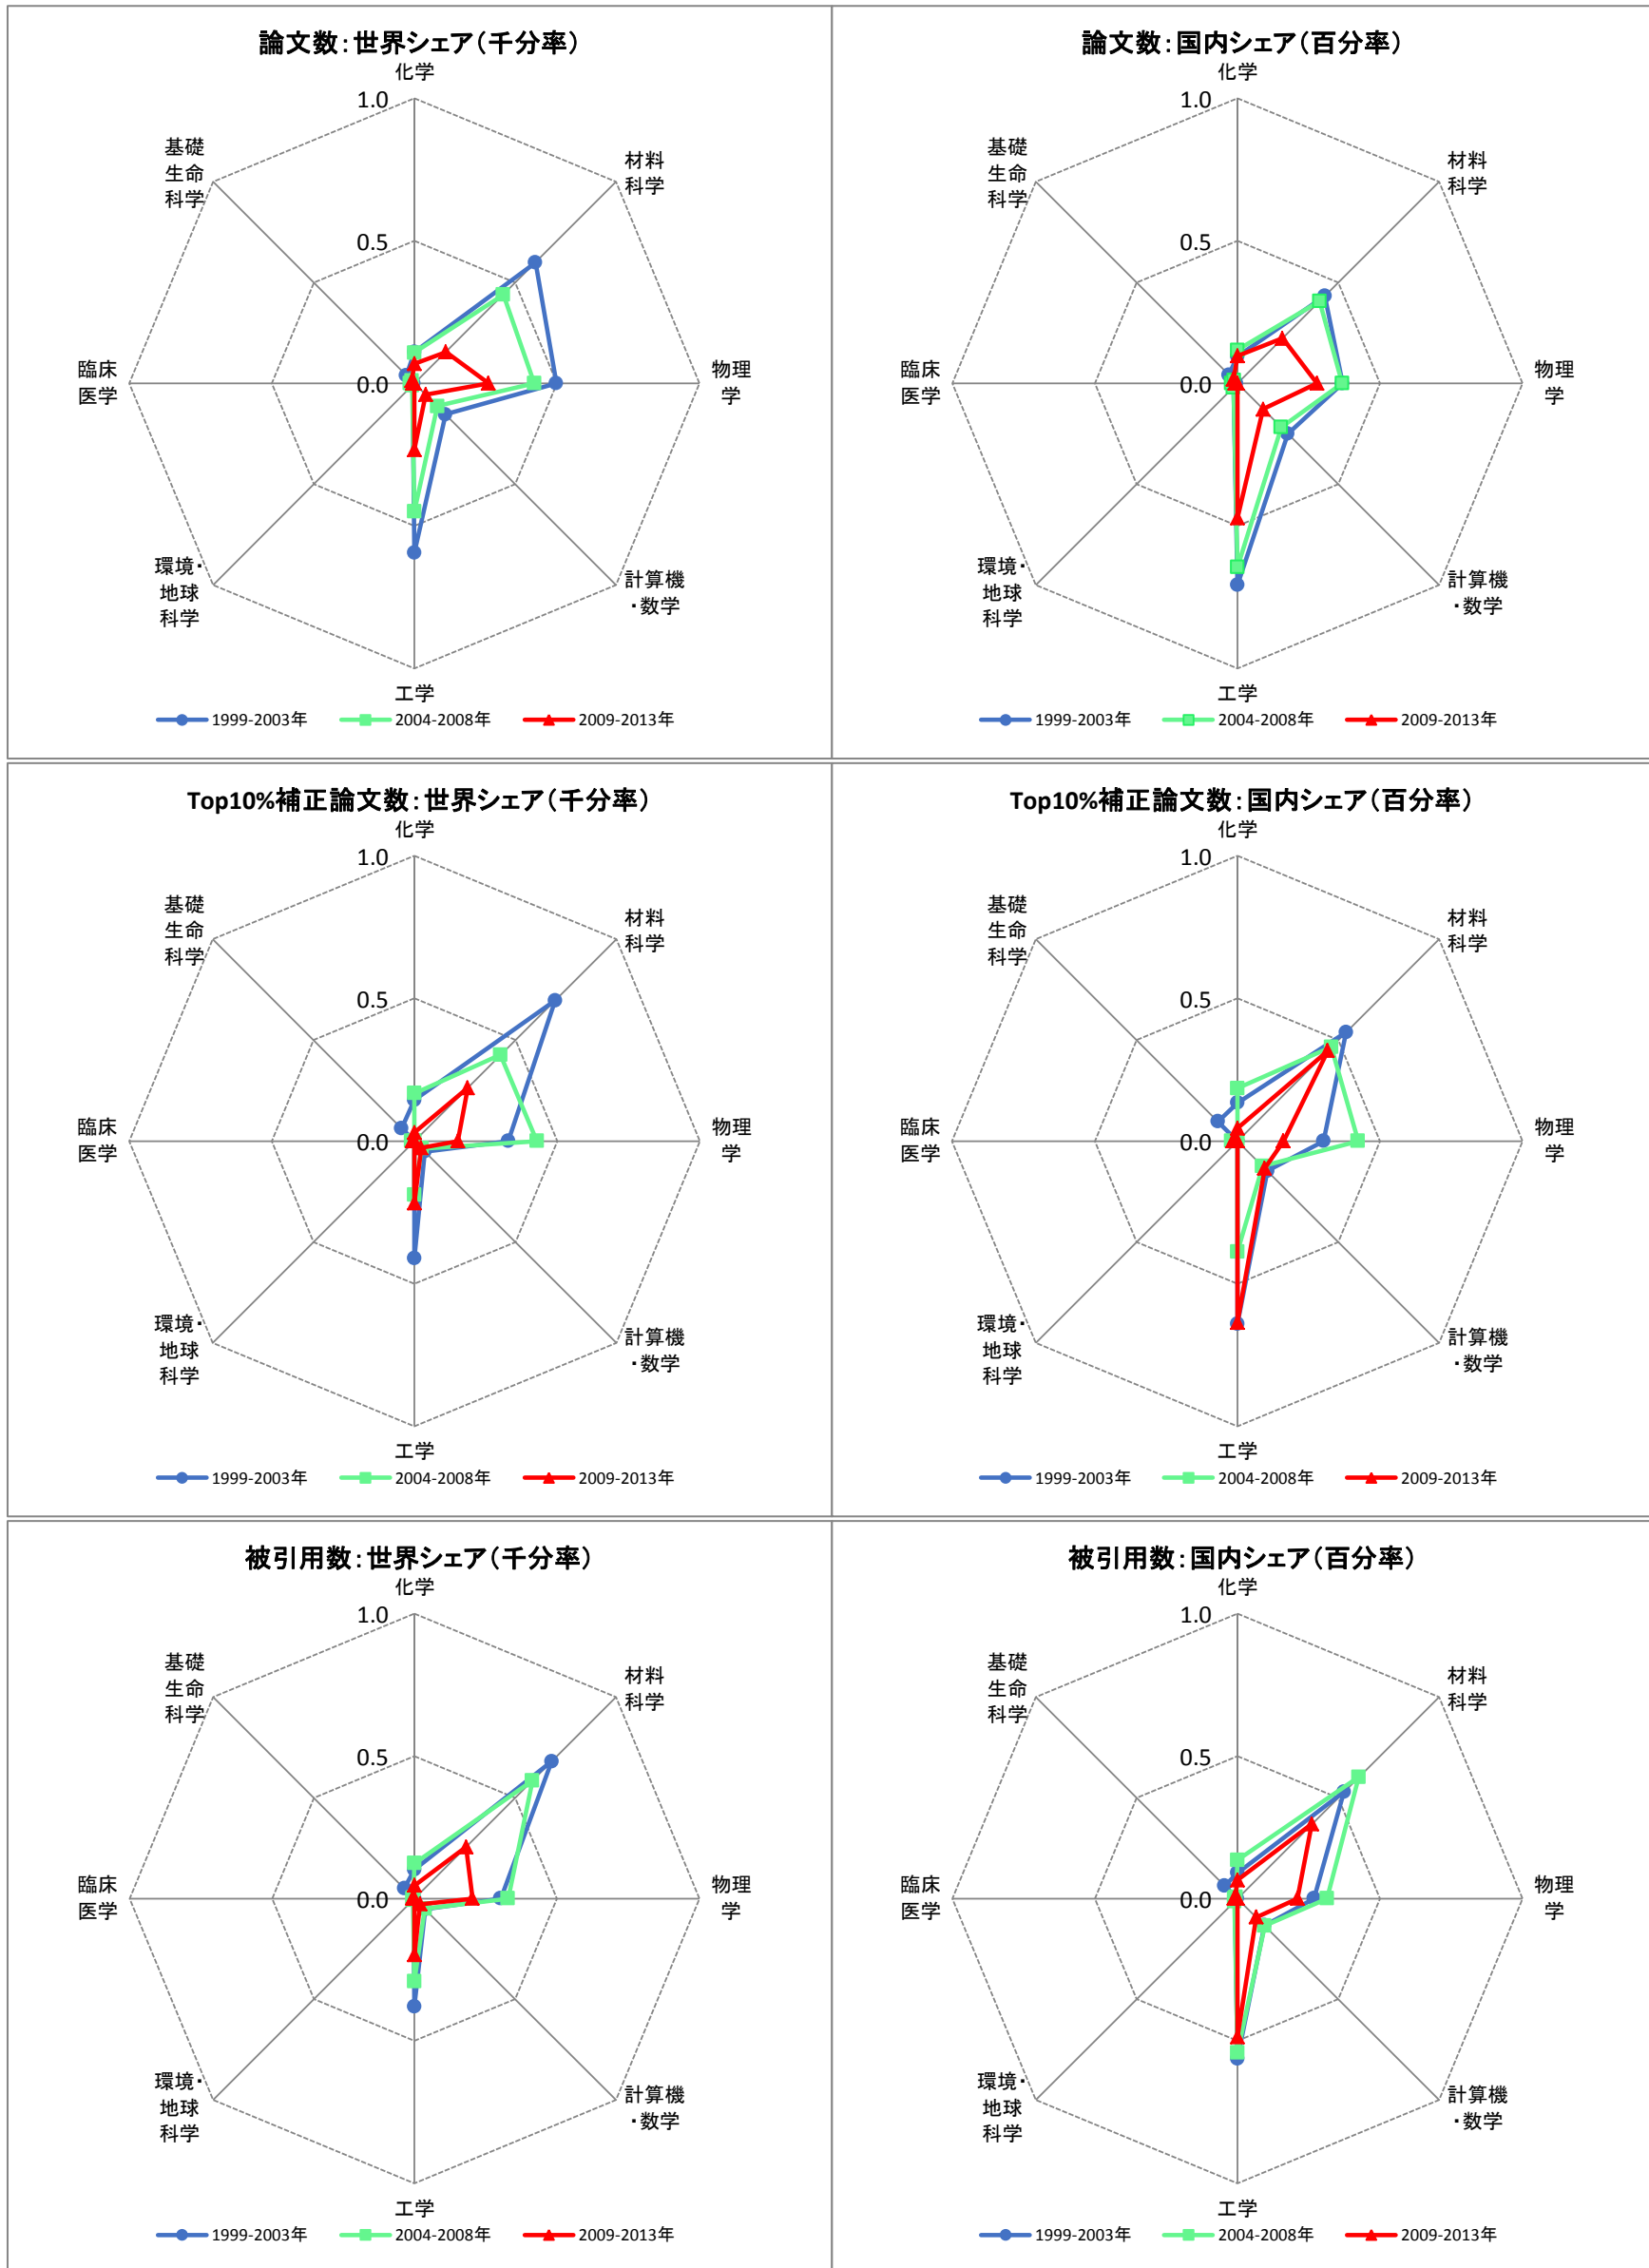 論文数：世界シェア（千分率）
化学
1.0
基礎
生命
科学
材料
科学
0.5
臨床
医学
0.0
物理
学
環境・
地球
科学
計算機
・数学
工学
1999-2003年 2004-2008年 2009-2013年
論文数：国内シェア（百分率）
化学
1.0
基礎
生命
科学
材料
科学
0.5
臨床
医学
0.0
物理
学
環境・
地球
科学
計算機
・数学
工学
1999-2003年 2004-2008年 2009-2013年
Top10%補正論文数：世界シェア（千分率）
化学
1.0
基礎
生命
科学
材料
科学
0.5
臨床
医学
0.0
物理
学
環境・
地球
科学
計算機
・数学
工学
1999-2003年 2004-2008年 2009-2013年
Top10%補正論文数：国内シェア（百分率）
化学
1.0
基礎
生命
科学
材料
科学
0.5
臨床
医学
0.0
物理
学
環境・
地球
科学
計算機
・数学
工学
1999-2003年 2004-2008年 2009-2013年
被引用数：世界シェア（千分率）
化学
1.0
基礎
生命
科学
材料
科学
0.5
臨床
医学
0.0
物理
学
環境・
地球
科学
計算機
・数学
工学
1999-2003年 2004-2008年 2009-2013年
被引用数：国内シェア（百分率）
化学
1.0
基礎
生命
科学
材料
科学
0.5
臨床
医学
0.0
物理
学
環境・
地球
科学
計算機
・数学
工学
1999-2003年 2004-2008年 2009-2013年